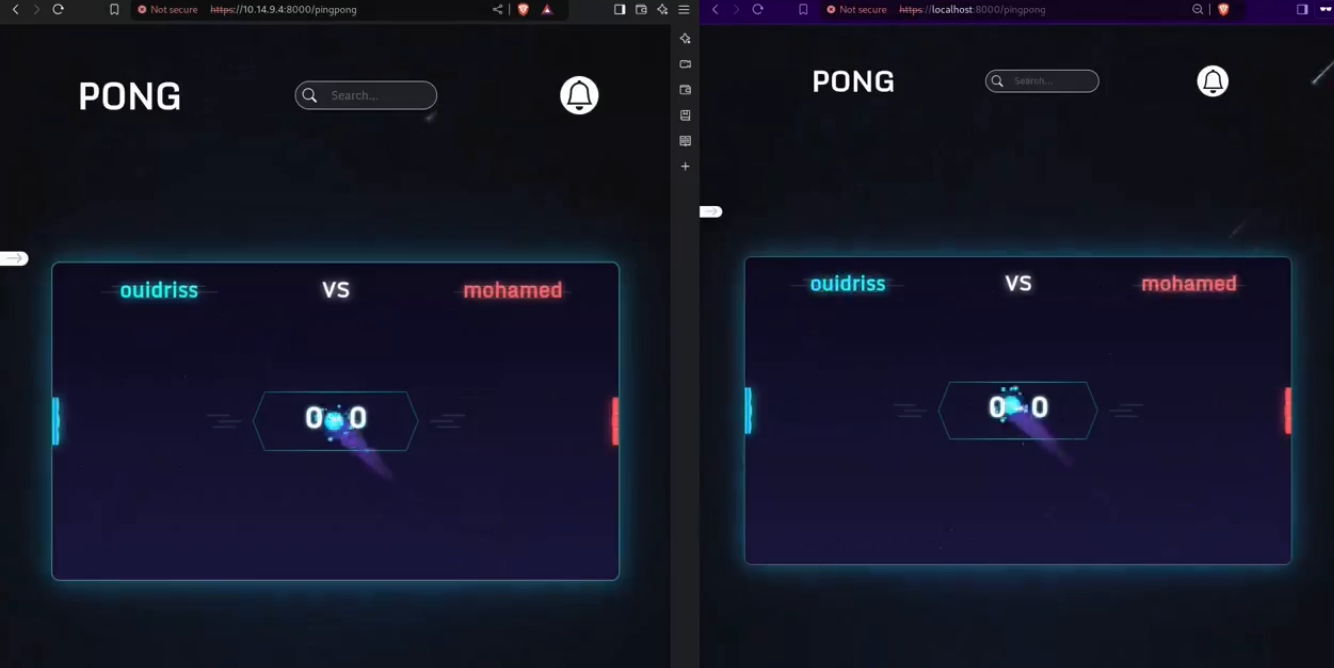 Not secure https://10.14.9.4:8000/pingpong
PONG
Search...
ouidriss VS mohamed
0 0
Not secure https://localhost:8000/pingpong
PONG
Search...
ouidriss VS mohamed
0 - 0